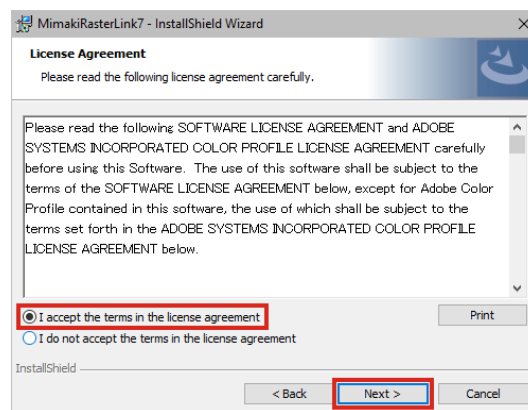 MimakiRasterLink7 - InstallShield Wizard
License Agreement
Please read the following license agreement carefully.
Please read the following SOFTWARE LICENSE AGREEMENT and ADOBE
SYSTEMS INCORPORATED COLOR PROFILE LICENSE AGREEMENT carefully
before using this Software. The use of this software shall be subject to the
terms of the SOFTWARE LICENSE AGREEMENT below, except for Adobe Color
Profile contained in this software, the use of which shall be subject to the
terms set forth in the ADOBE SYSTEMS INCORPORATED COLOR PROFILE
LICENSE AGREEMENT below.
I accept the terms in the license agreement
Print
I do not accept the terms in the license agreement
InstallShield
< Back Next > Cancel